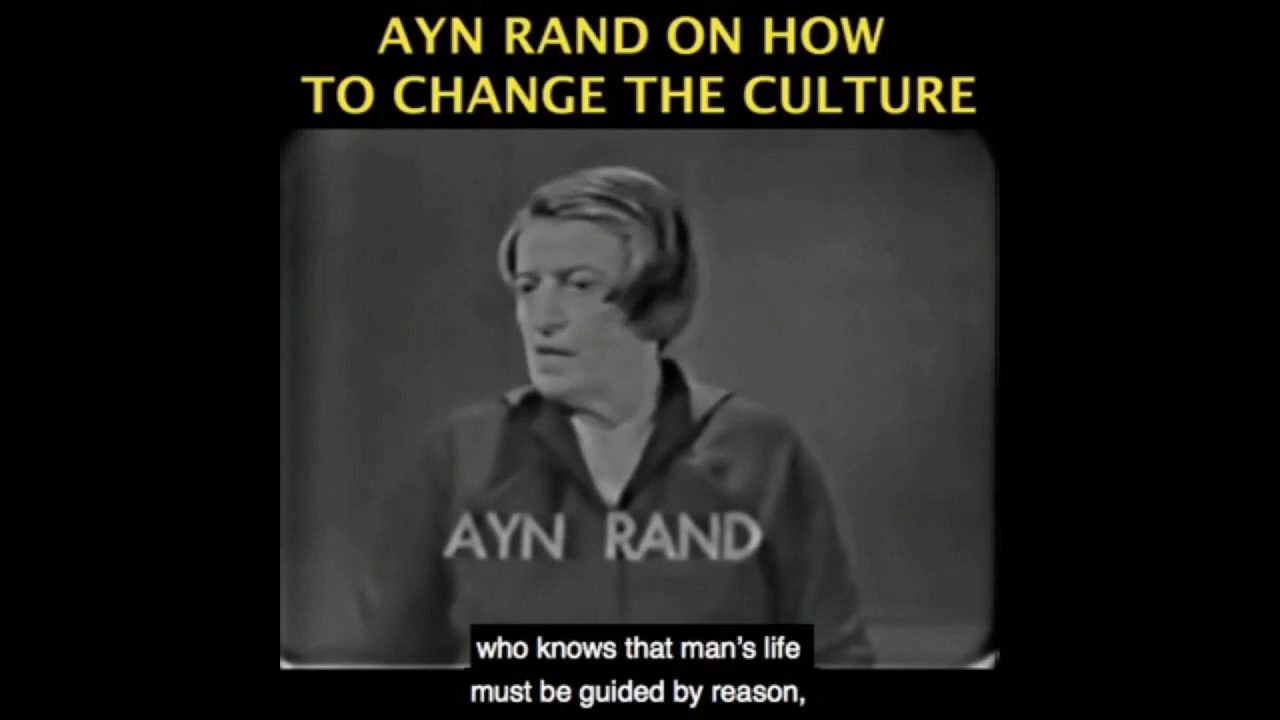 AYN RAND ON HOW
TO CHANGE THE CULTURE
AYN RAND
who knows that man's life
must be guided by reason,